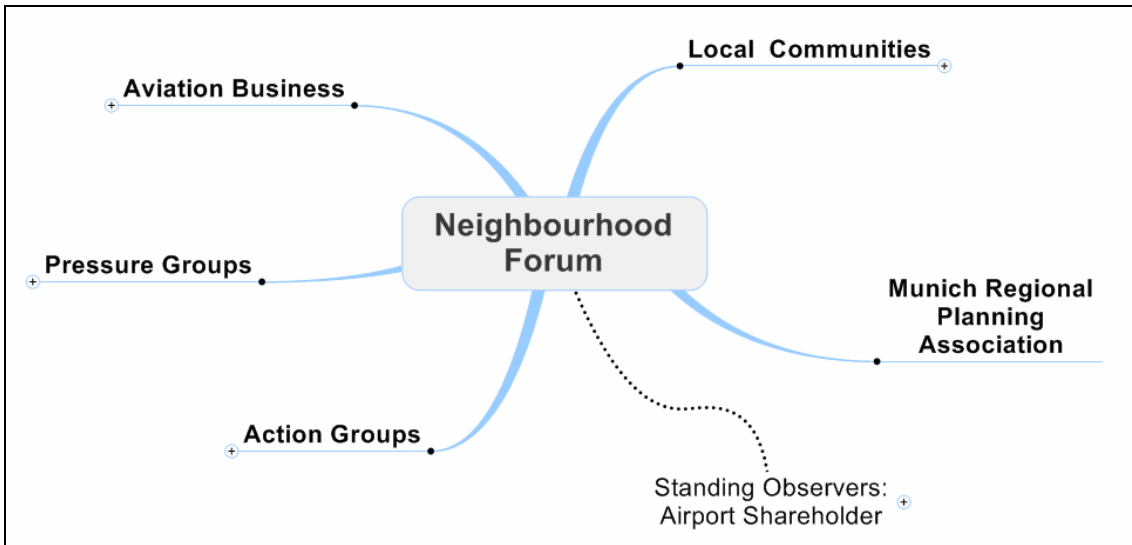 Local Communities
Aviation Business
Neighbourhood
Forum
Pressure Groups
Munich Regional
Planning
Association
Action Groups
Standing Observers:
Airport Shareholder